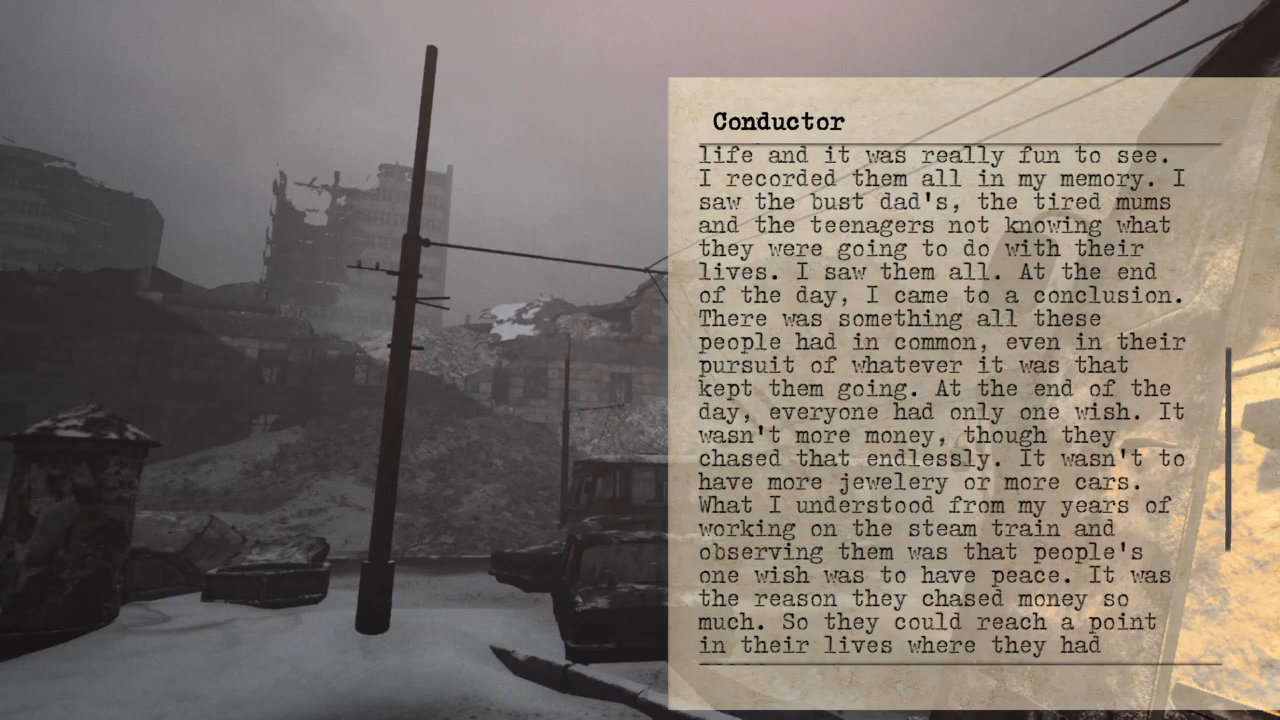 Conductor
life and it was really fun to see.
I recorded them all in my memory. I
saw the bust dad's, the tired mums
and the teenagers not knowing what
they were going to do with their
lives. I saw them all. At the end
of the day, I came to a conclusion.
There was something all these
people had in common, even in their
pursuit of whatever it was that
kept them going. At the end of the
day, everyone had only one wish. It
wasn't more money, though they
chased that endlessly. It wasn't to
have more jewelery or more cars.
What I understood from my years of
working on the steam train and
observing them was that people's
one wish was to have peace. It was
the reason they chased money so
much. So they could reach a point
in their lives where they had